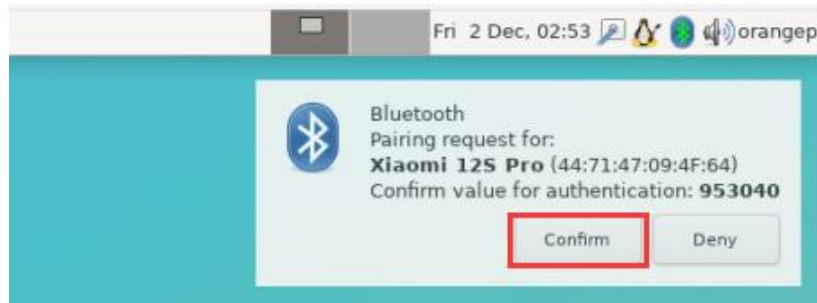 Fri 2 Dec, 02:53 orangep
Bluetooth
Pairing request for:
Xiaomi 12S Pro (44:71:47:09:4F:64)
Confirm value for authentication: 953040
Confirm Deny